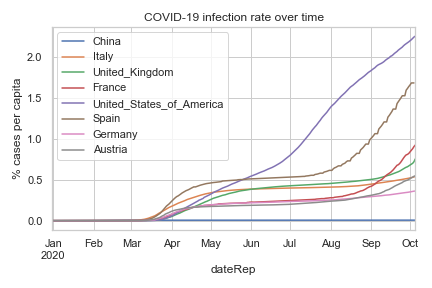 COVID-19 infection rate over time
% cases per capita
2.0
1.5
1.0
0.5
0.0
China
Italy
United_Kingdom
France
United_States_of_America
Spain
Germany
Austria
Jan Feb Mar Apr May Jun Jul Aug Sep Oct
2020
dateRep